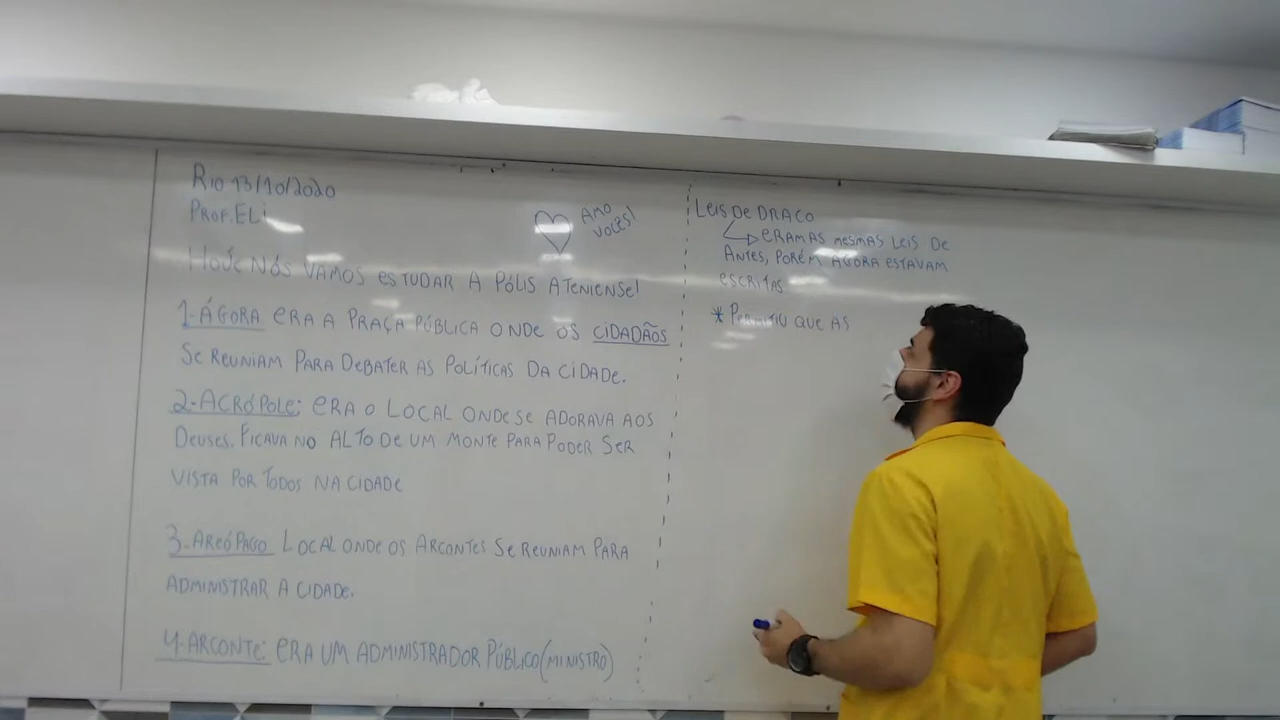 Rio 13/10/2020
Prof. Eli
AMO
VOCÊS!
HOJE NÓS VAMOS ESTUDAR A PÓLIS ATENIENSE!
1-ÁGORA ERA A PRAÇA PÚBLICA ONDE OS CIDADÃOS
SE REUNIAM PARA DEBATER AS POLÍTICAS DA CIDADE.
2-ACRÓPOLE: ERA O LOCAL ONDE SE ADORAVA AOS
DEUSES. FICAVA NO ALTO DE UM MONTE PARA PODER SER
VISTA POR TODOS NA CIDADE
3-AREÓPAGO LOCAL ONDE OS ARCONTES SE REUNIAM PARA
ADMINISTRAR A CIDADE.
4-ARCONTE: ERA UM ADMINISTRADOR PÚBLICO (MINISTRO)
LEIS DE DRACO
ERAM AS MESMAS LEIS DE
ANTES, PORÉM AGORA ESTAVAM
ESCRITAS
* PERMITIU QUE AS